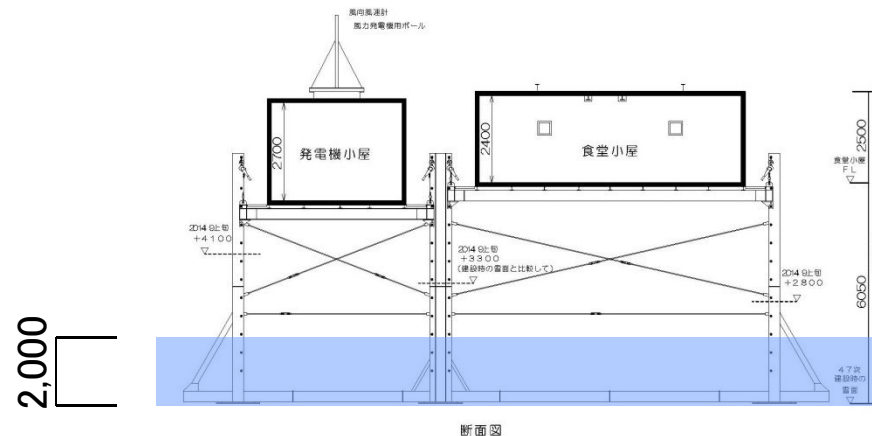 風向風速計
風力発電機用ポール
2700
発電機小屋
2400
食堂小屋
2500
食堂小屋
FL
2014 9上旬
+4100
2014 9上旬
+3300
(建設時の雪面と比較して)
2014 9上旬
+2800
6050
2,000
47次
建設時の
雪面
断面図